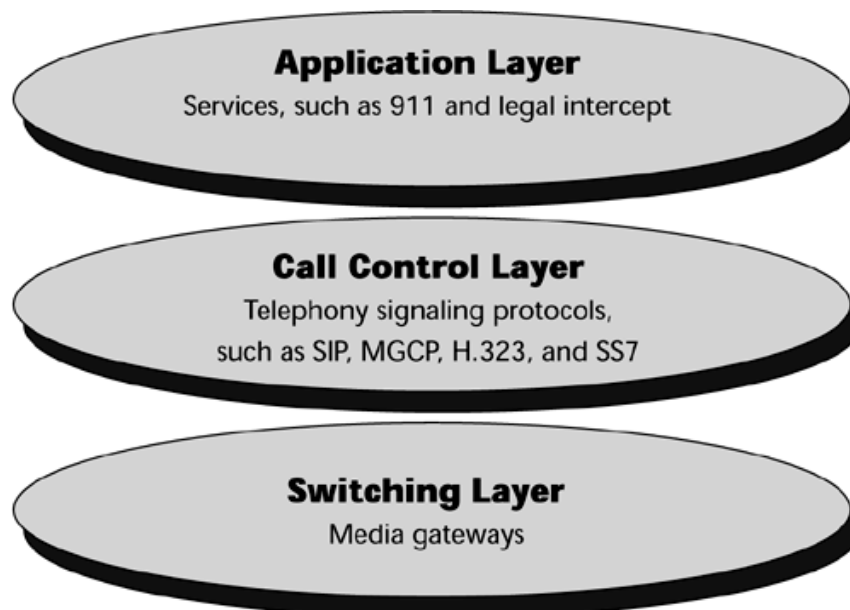 Application Layer
Services, such as 911 and legal intercept
Call Control Layer
Telephony signaling protocols,
such as SIP, MGCP, H.323, and SS7
Switching Layer
Media gateways